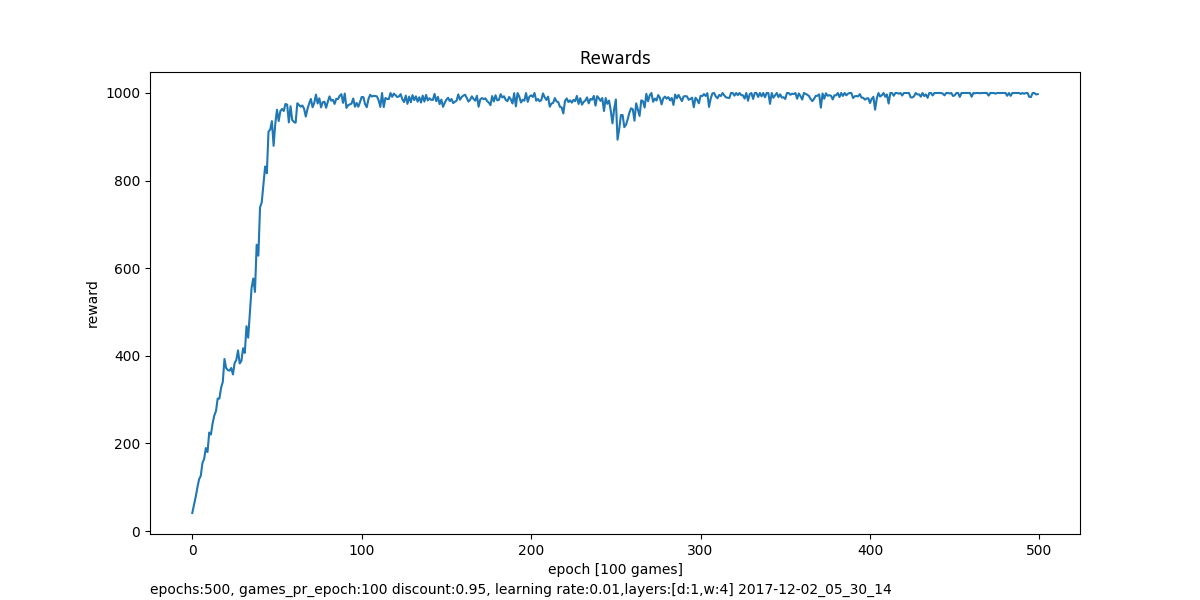 Rewards
1000
800
600
400
200
0
reward
0 100 200 300 400 500
epoch [100 games]
epochs:500, games_pr_epoch:100 discount:0.95, learning rate:0.01,layers:[d:1,w:4] 2017-12-02_05_30_14